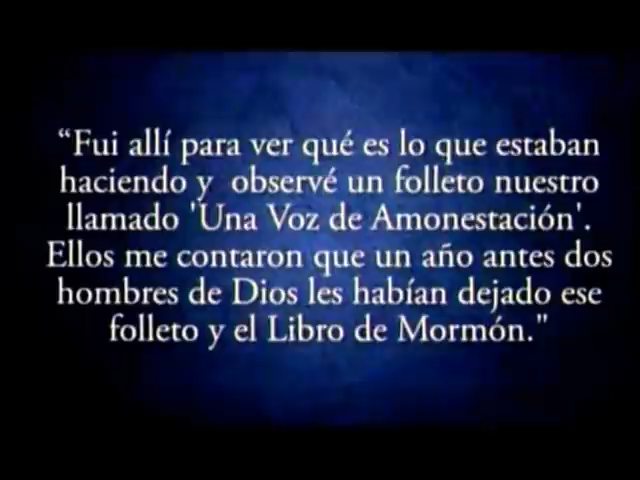 “Fui allí para ver qué es lo que estaban
haciendo y  observé un folleto nuestro
llamado 'Una Voz de Amonestación'.
Ellos me contaron que un año antes dos
hombres de Dios les habían dejado ese
folleto y el Libro de Mormón."